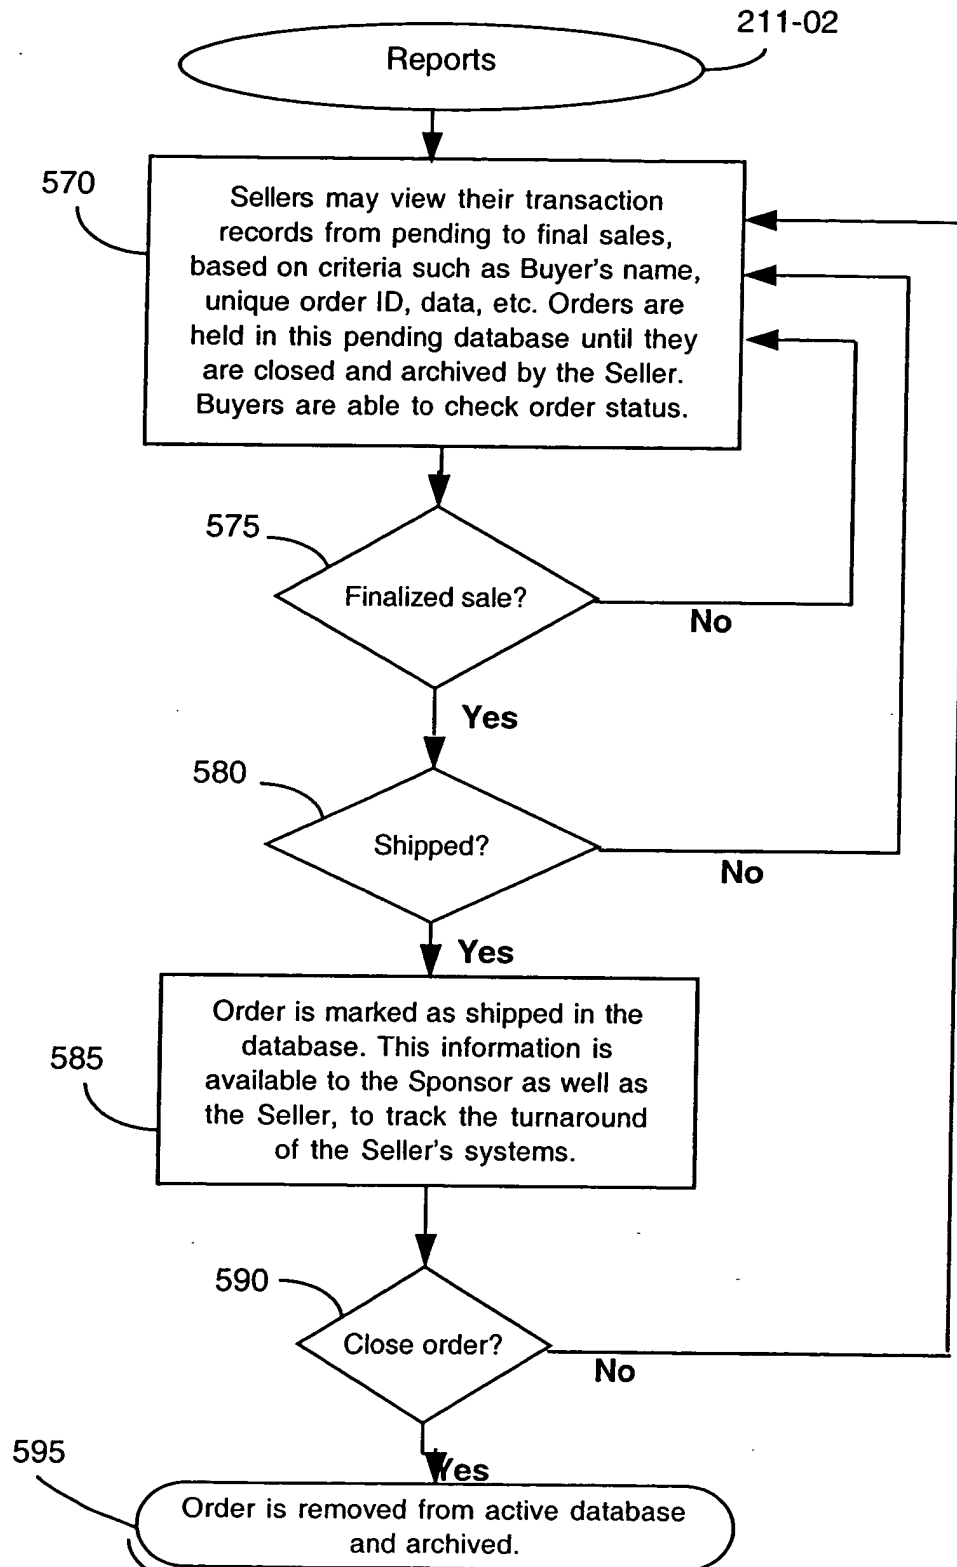 211-02
Reports
570
Sellers may view their transaction
records from pending to final sales,
based on criteria such as Buyer's name,
unique order ID, data, etc. Orders are
held in this pending database until they
are closed and archived by the Seller.
Buyers are able to check order status.
575
Finalized sale?
No
Yes
580
Shipped?
No
Yes
Order is marked as shipped in the
database. This information is
585
available to the Sponsor as well as
the Seller, to track the turnaround
of the Seller's systems.
590
Close order?
No
595
Yes
Order is removed from active database
and archived.